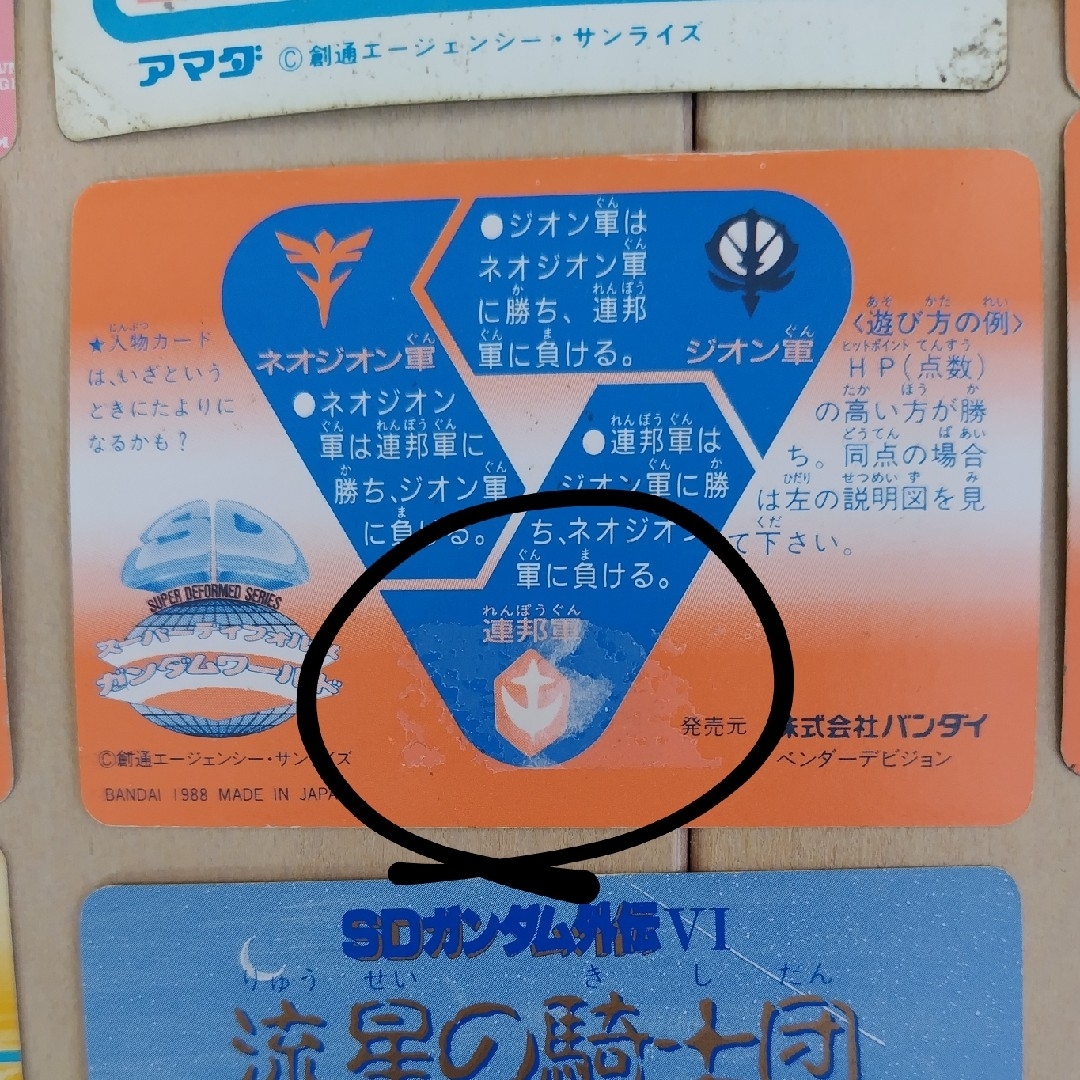 アマダ ©創通エージェンシー・サンライズ
●ジオン軍は
ネオジオン軍
に勝ち、連邦
軍に負ける。
ネオジオン軍
ジオン軍
●ネオジオン
軍は連邦軍に
勝ち、ジオン軍
に負ける。
●連邦軍は
ジオン軍に勝
ち、ネオジオン
軍に負ける。
連邦軍
★人物カード
は、いざという
ときにたよりに
なるかも?
<遊び方の例>
HP(点数)
の高い方が勝
ち。同点の場合
は左の説明図を見
て下さい。
SUPER DEFORMED SERIES
スーパーディフォルメ
ガンダムワールド
©創通エージェンシー・サンライズ
BANDAI 1988 MADE IN JAPA
発売元 株式会社バンダイ
ベンダーデビジョン
SDガンダム外伝VI
りゅう せい き し だん
流星の騎士団